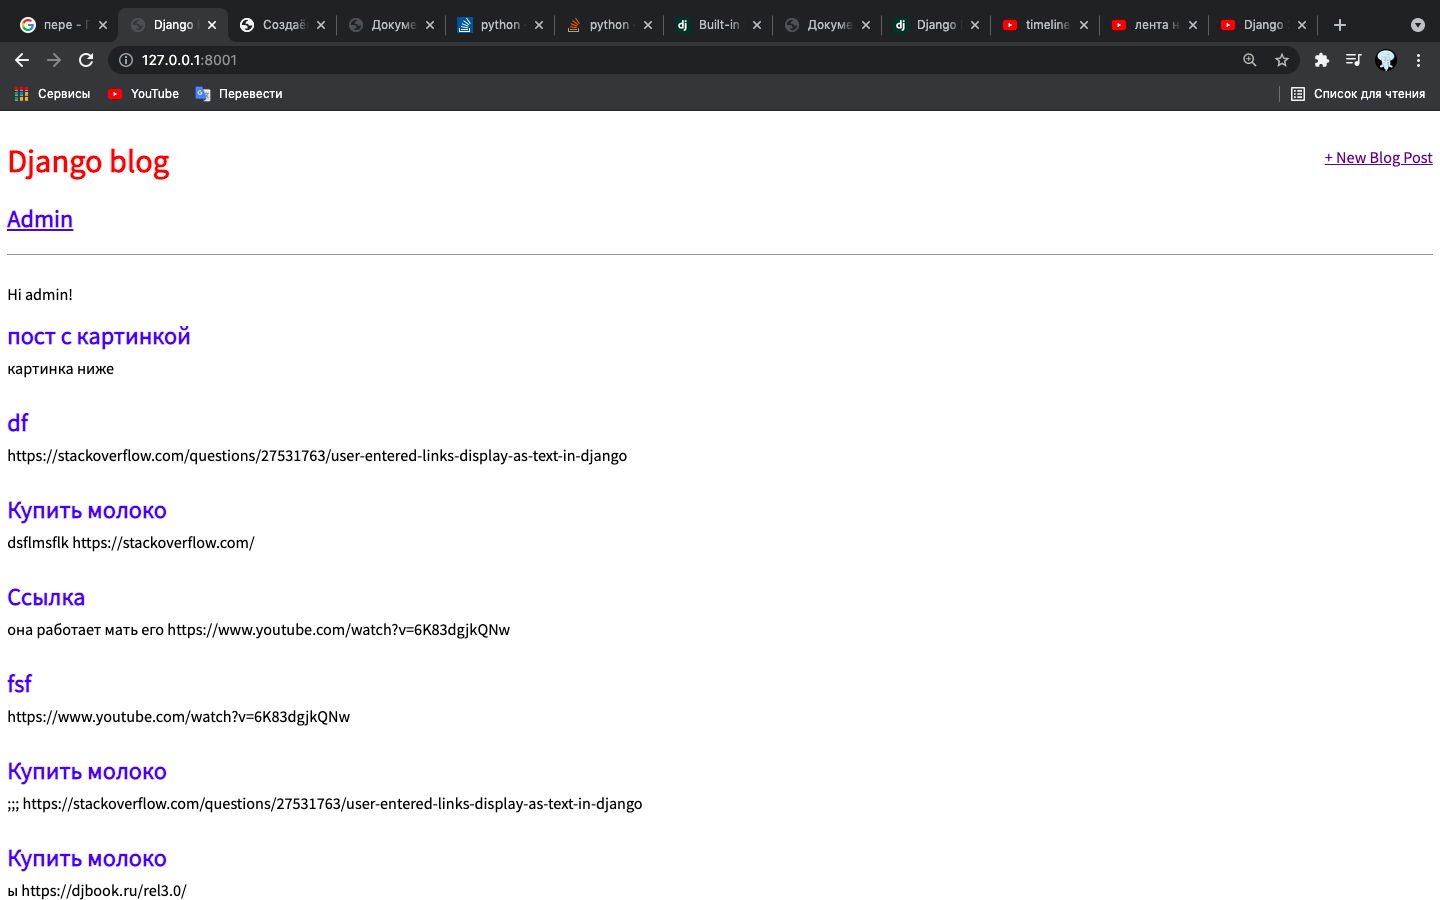 пере - П
Django
Создаё
Докуме
python
python
Built-in
Докуме
Django
timeline
лента н
Django
127.0.0.1:8001
Сервисы YouTube Перевести Список для чтения
Django blog
+ New Blog Post
Admin
Hi admin!
пост с картинкой
картинка ниже
df
https://stackoverflow.com/questions/27531763/user-entered-links-display-as-text-in-django
Купить молоко
dsflmsflk https://stackoverflow.com/
Ссылка
она работает мать его https://www.youtube.com/watch?v=6K83dgjkQNw
fsf
https://www.youtube.com/watch?v=6K83dgjkQNw
Купить молоко
;;; https://stackoverflow.com/questions/27531763/user-entered-links-display-as-text-in-django
Купить молоко
ы https://djbook.ru/rel3.0/